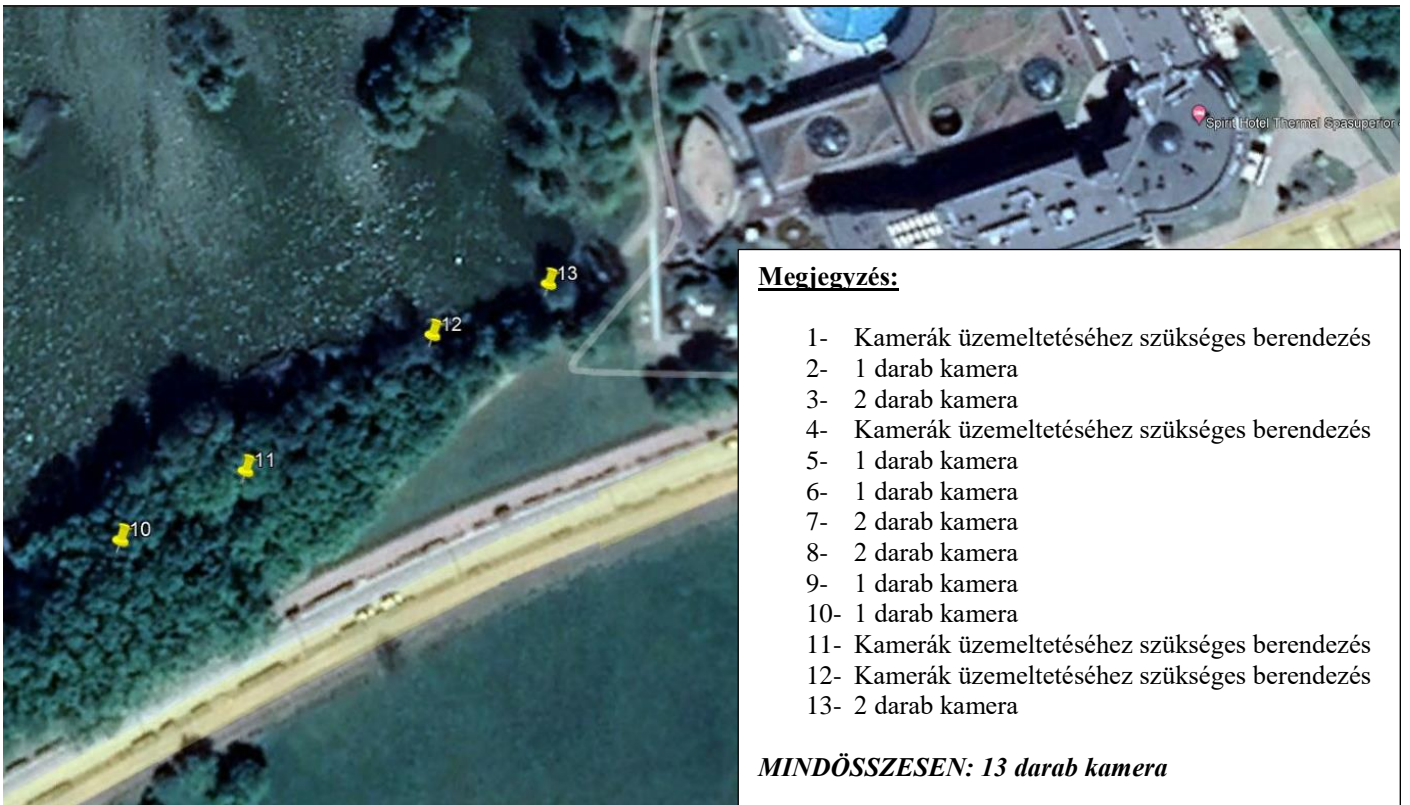 Spirit Hotel Thermal Spasuperior
13
12
11
10
Megjegyzés:
1- Kamerák üzemeltetéséhez szükséges berendezés
2- 1 darab kamera
3- 2 darab kamera
4- Kamerák üzemeltetéséhez szükséges berendezés
5- 1 darab kamera
6- 1 darab kamera
7- 2 darab kamera
8- 2 darab kamera
9- 1 darab kamera
10- 1 darab kamera
11- Kamerák üzemeltetéséhez szükséges berendezés
12- Kamerák üzemeltetéséhez szükséges berendezés
13- 2 darab kamera
MINDÖSSZESEN: 13 darab kamera